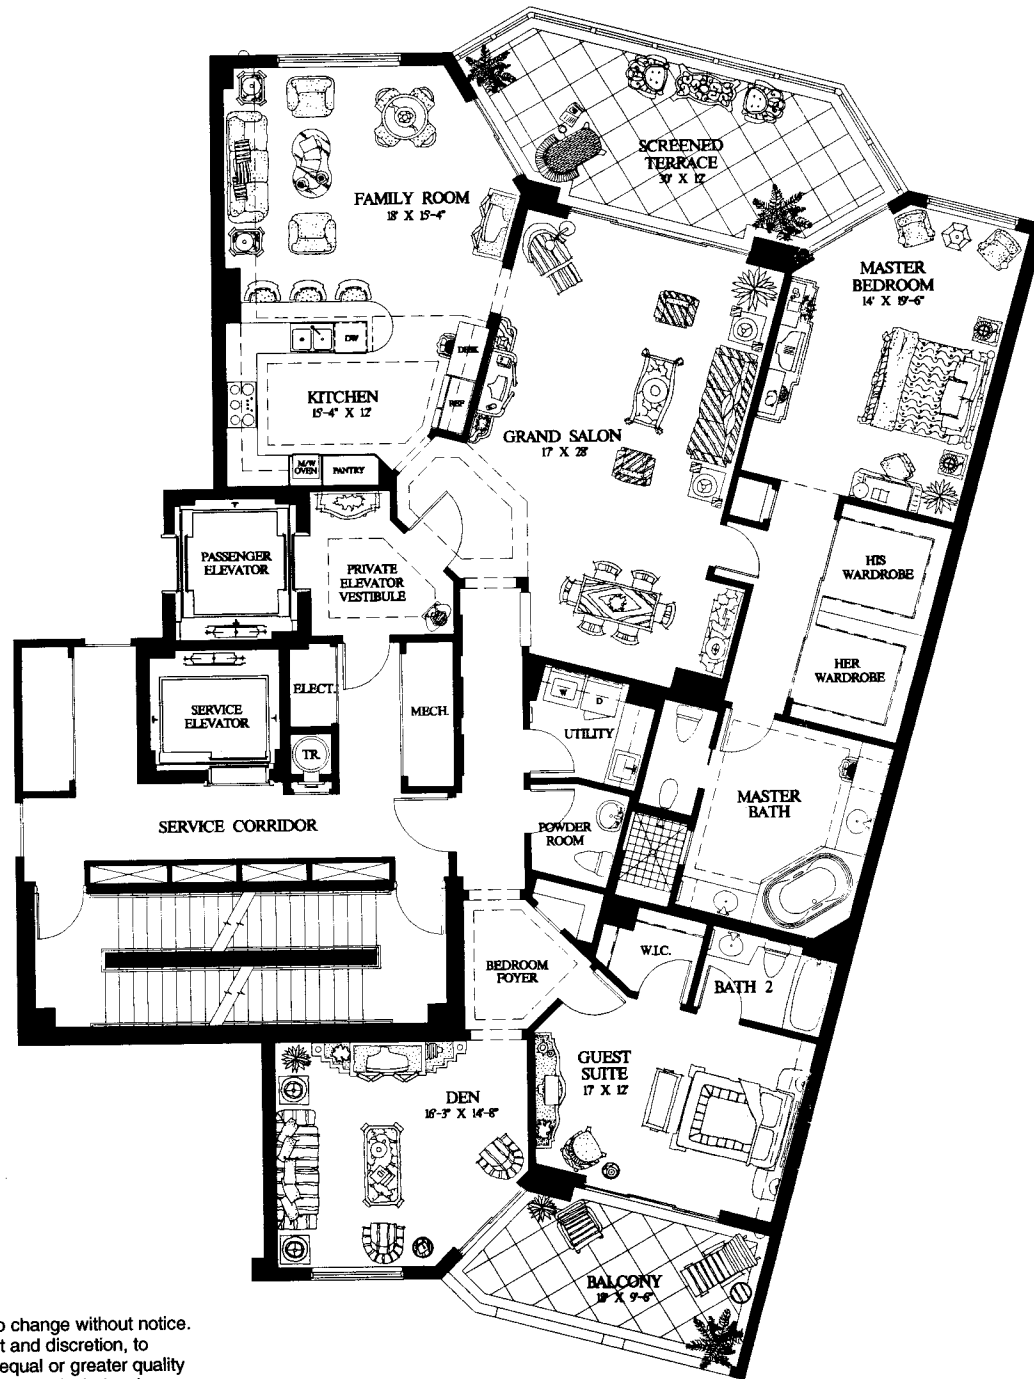 SCREENED
TERRACE
30' X 12'
FAMILY ROOM
18' X 15'-4"
MASTER
BEDROOM
14' X 19'-6"
DW
DESK
KITCHEN
15'-4" X 12'
REF
GRAND SALON
17' X 28'
M/W
OVEN
PANTRY
PASSENGER
ELEVATOR
PRIVATE
ELEVATOR
VESTIBULE
HIS
WARDROBE
HER
WARDROBE
ELECT.
MECH.
SERVICE
ELEVATOR
W
D
UTILITY
TR.
MASTER
BATH
SERVICE CORRIDOR
POWDER
ROOM
W.I.C.
BEDROOM
FOYER
BATH 2
GUEST
SUITE
17' X 12'
DEN
16'-3" X 14'-8"
BALCONY
18' X 9'-6"
o change without notice.
t and discretion, to
equal or greater quality